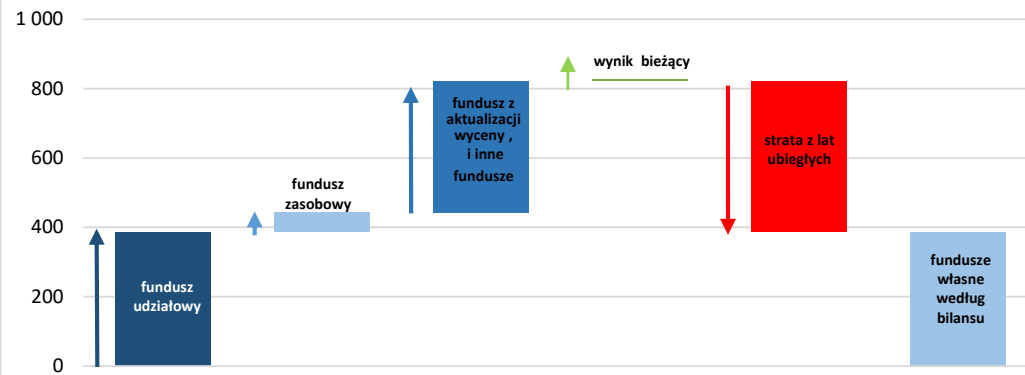 1 000
800
600
400
200
0
fundusz
udziałowy
fundusz
zasobowy
fundusz z
aktualizacji
wyceny ,
i inne
fundusze
wynik bieżący
strata z lat
ubiegłych
fundusze
własne
według
bilansu